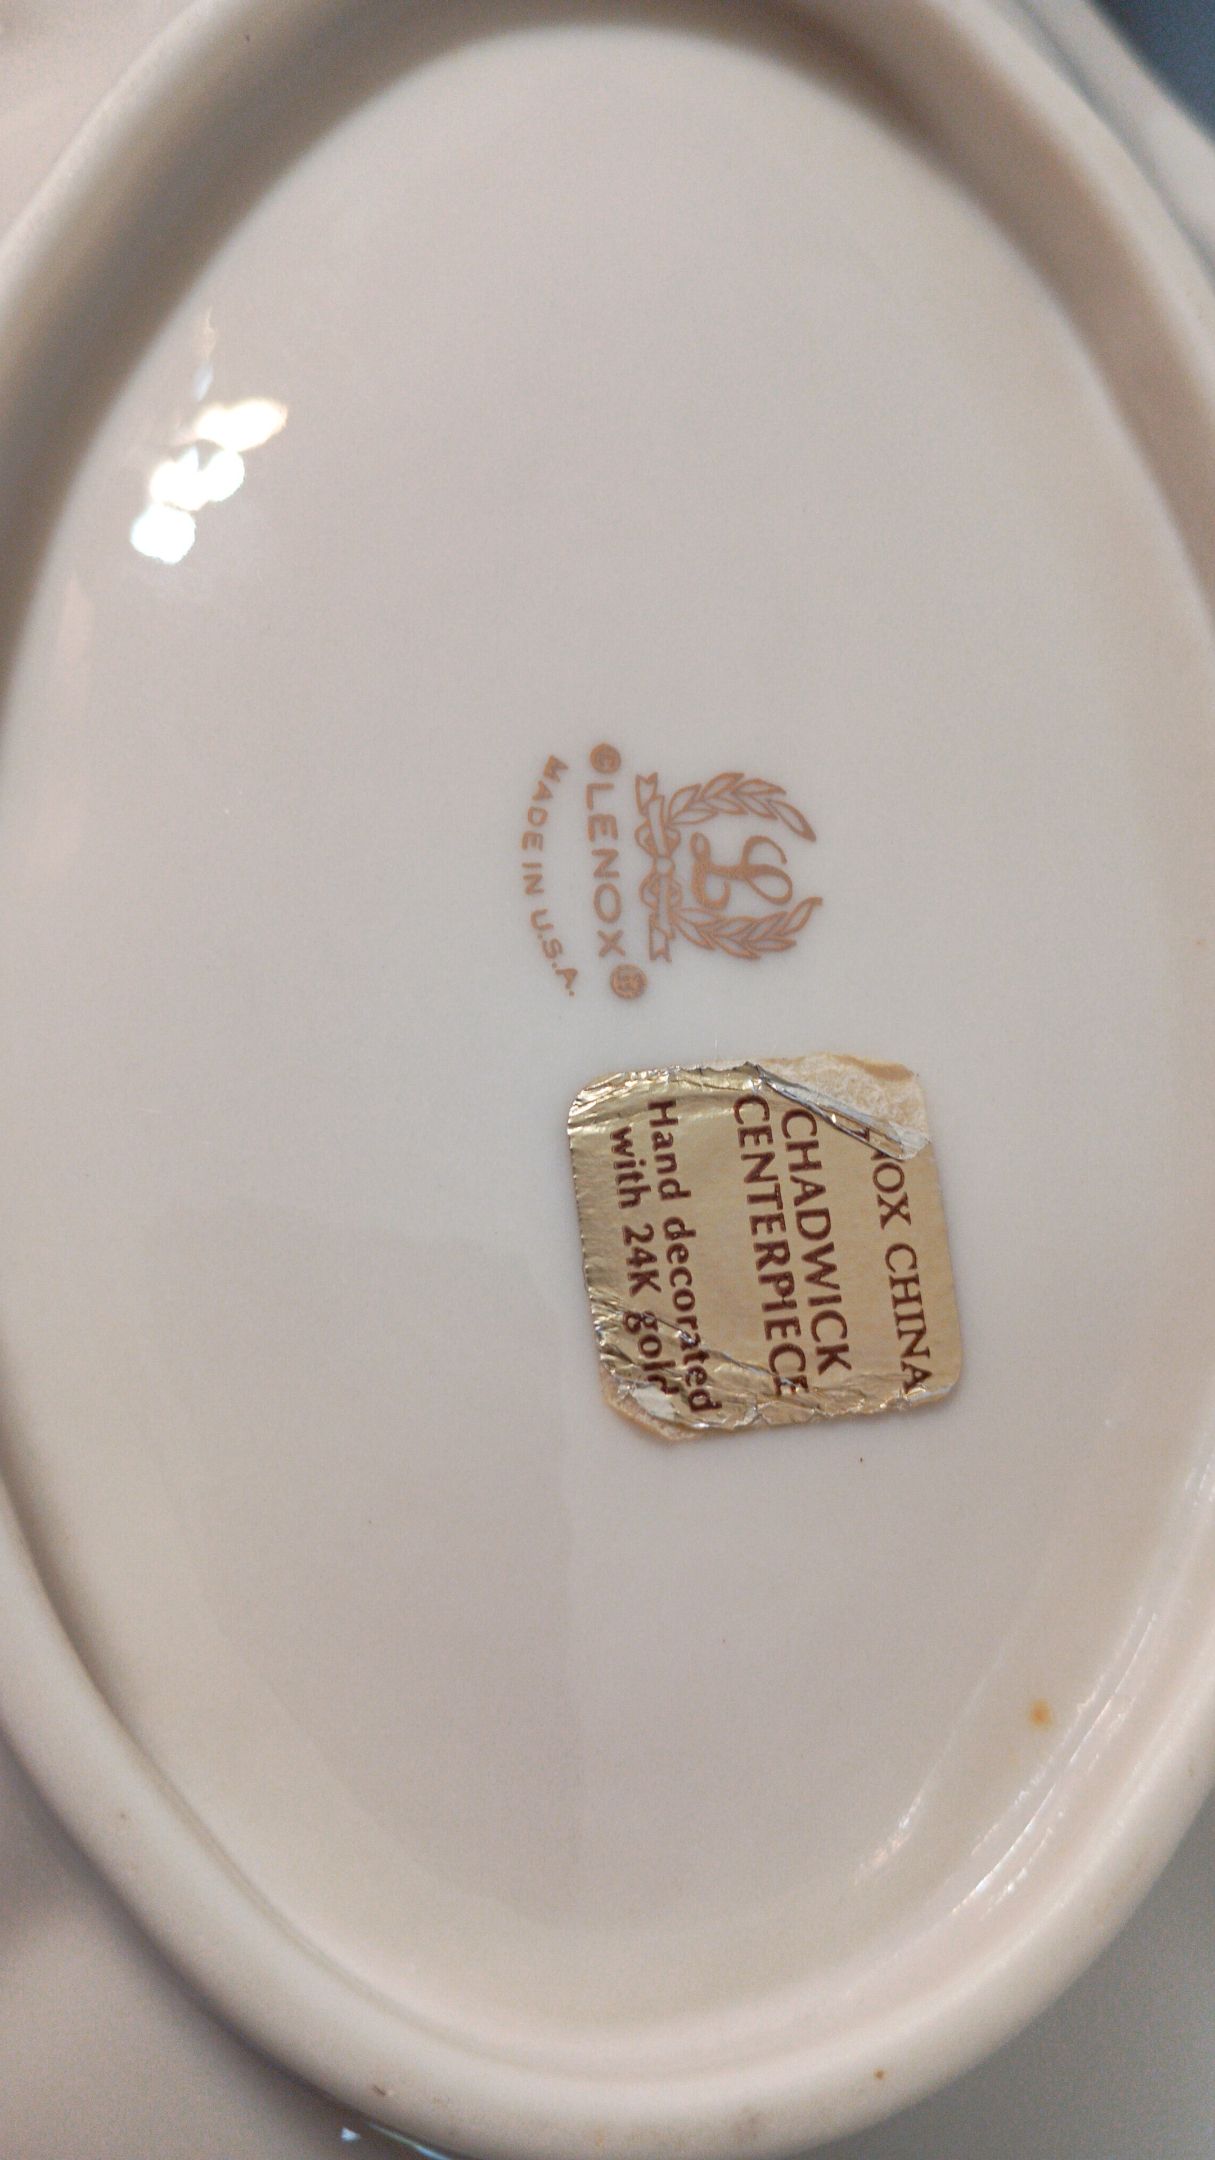 L
© LENOX ®
MADE IN U.S.A.
NOX CHINA
CHADWICK
CENTERPIECE
Hand decorated
with 24K gold